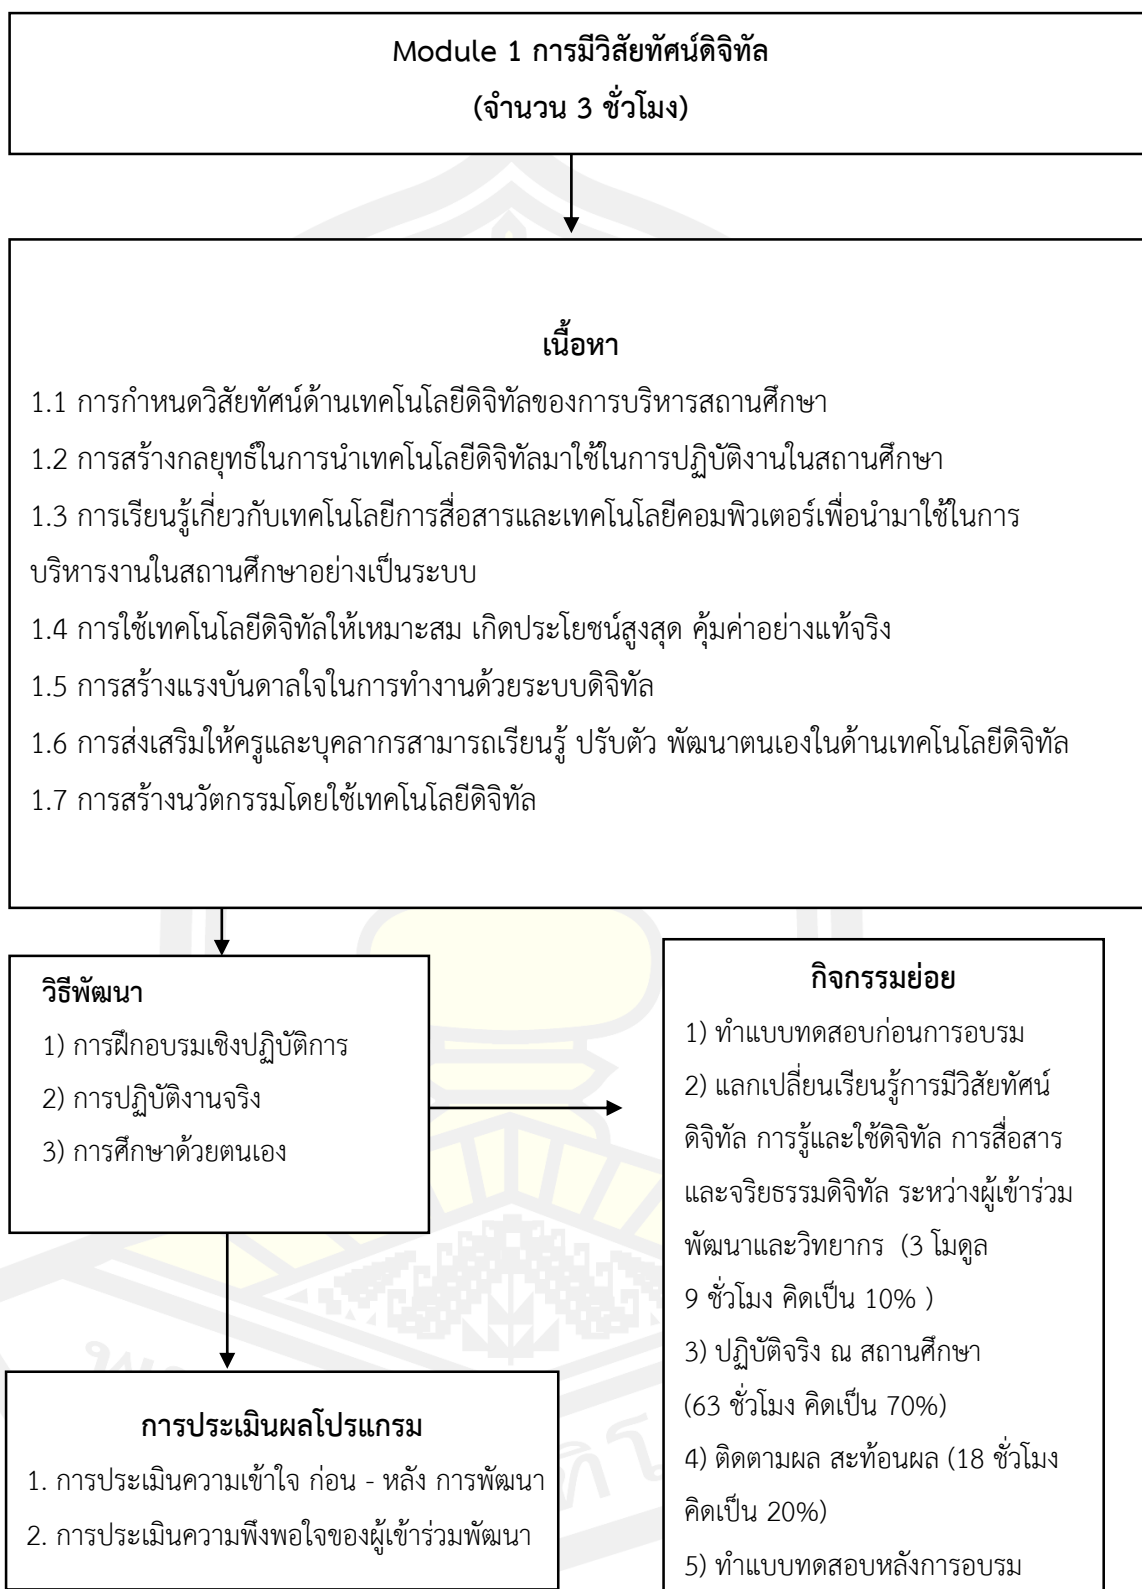 Module 1 การมีวิสัยทัศน์ดิจิทัล
(จำนวน 3 ชั่วโมง)
เนื้อหา
1.1 การกำหนดวิสัยทัศน์ด้านเทคโนโลยีดิจิทัลของการบริหารสถานศึกษา
1.2 การสร้างกลยุทธ์ในการนำเทคโนโลยีดิจิทัลมาใช้ในการปฏิบัติงานในสถานศึกษา
1.3 การเรียนรู้เกี่ยวกับเทคโนโลยีการสื่อสารและเทคโนโลยีคอมพิวเตอร์เพื่อนำมาใช้ในการ
บริหารงานในสถานศึกษาอย่างเป็นระบบ
1.4 การใช้เทคโนโลยีดิจิทัลให้เหมาะสม เกิดประโยชน์สูงสุด คุ้มค่าอย่างแท้จริง
1.5 การสร้างแรงบันดาลใจในการทำงานด้วยระบบดิจิทัล
1.6 การส่งเสริมให้ครูและบุคลากรสามารถเรียนรู้ ปรับตัว พัฒนาตนเองในด้านเทคโนโลยีดิจิทัล
1.7 การสร้างนวัตกรรมโดยใช้เทคโนโลยีดิจิทัล
วิธีพัฒนา
1) การฝึกอบรมเชิงปฏิบัติการ
2) การปฏิบัติงานจริง
3) การศึกษาด้วยตนเอง
กิจกรรมย่อย
1) ทำแบบทดสอบก่อนการอบรม
2) แลกเปลี่ยนเรียนรู้การมีวิสัยทัศน์
ดิจิทัล การรู้และใช้ดิจิทัล การสื่อสาร
และจริยธรรมดิจิทัล ระหว่างผู้เข้าร่วม
พัฒนาและวิทยากร (3 โมดูล
9 ชั่วโมง คิดเป็น 10% )
3) ปฏิบัติจริง ณ สถานศึกษา
(63 ชั่วโมง คิดเป็น 70%)
4) ติดตามผล สะท้อนผล (18 ชั่วโมง
คิดเป็น 20%)
5) ทำแบบทดสอบหลังการอบรม
การประเมินผลโปรแกรม
1. การประเมินความเข้าใจ ก่อน - หลัง การพัฒนา
2. การประเมินความพึงพอใจของผู้เข้าร่วมพัฒนา